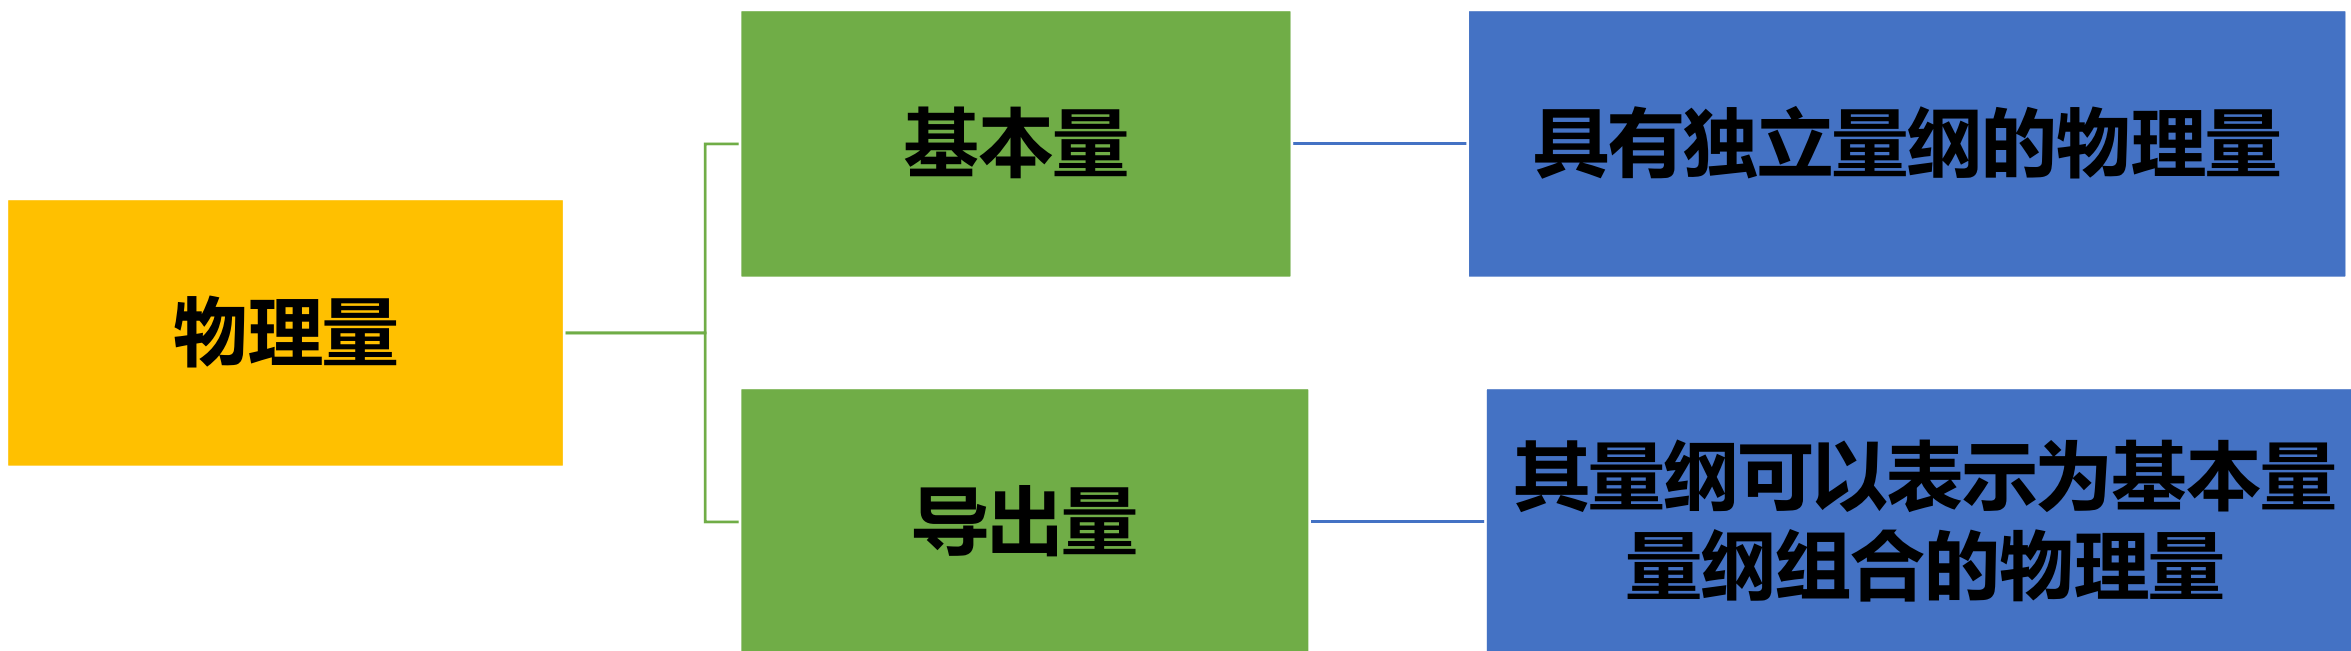 物理量
基本量
具有独立量纲的物理量
导出量
其量纲可以表示为基本量
量纲组合的物理量